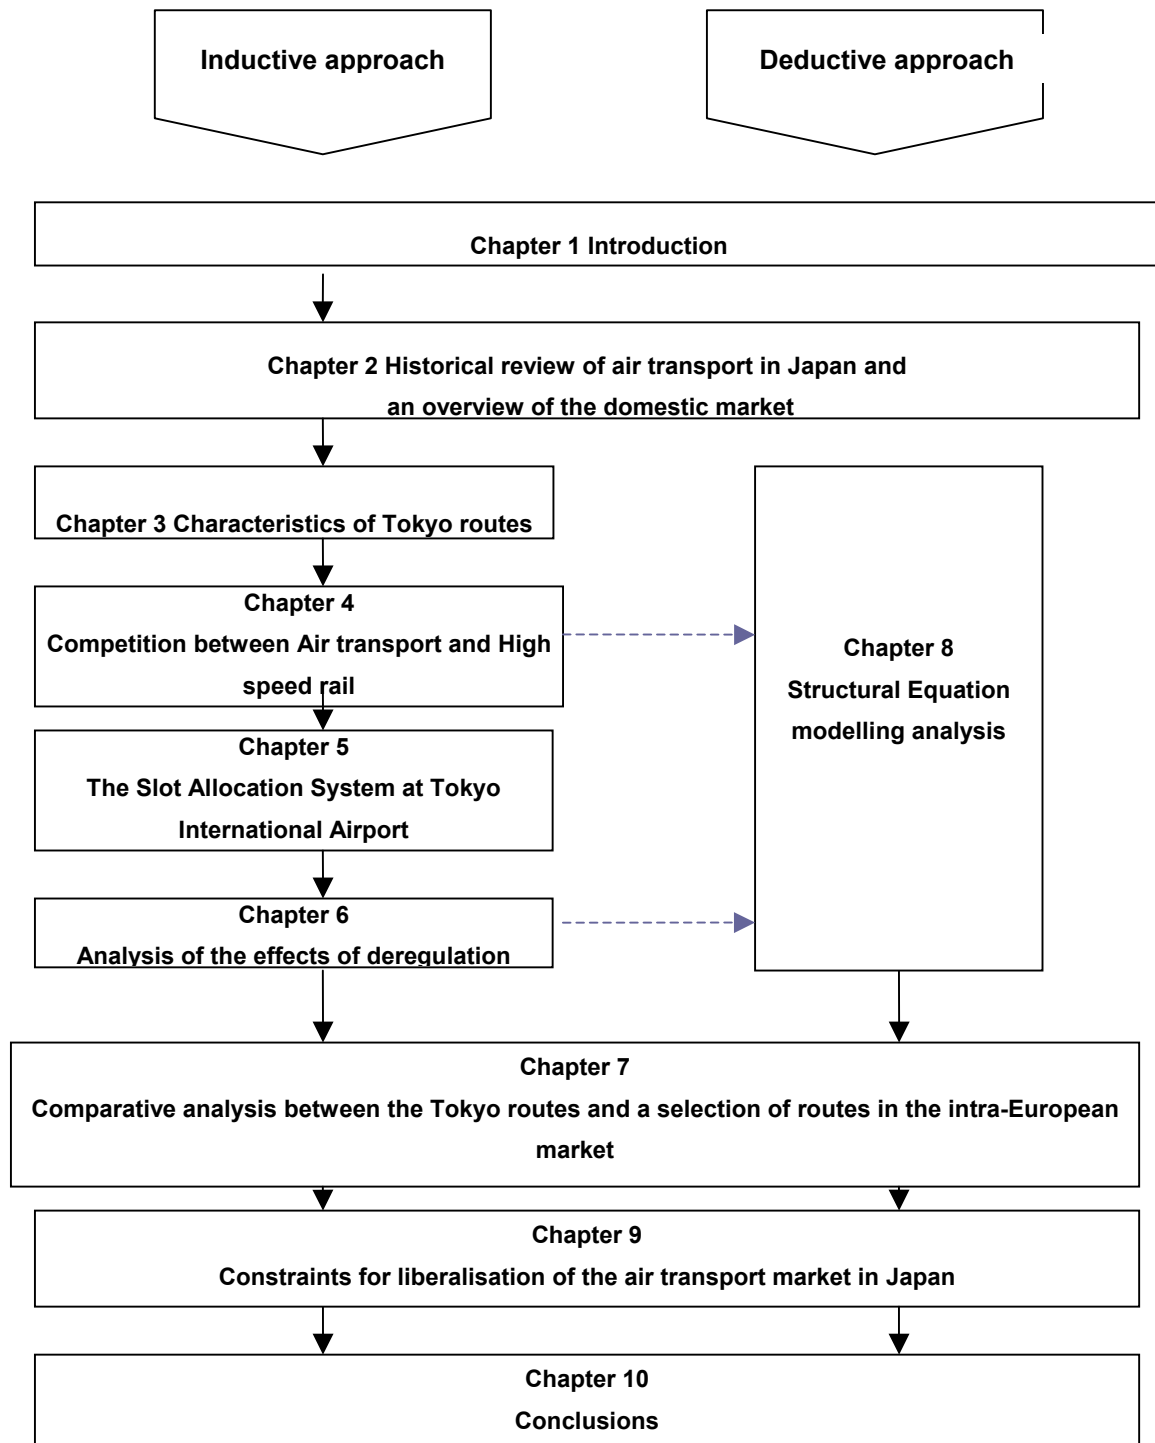 Inductive approach
Deductive approach
Chapter 1 Introduction
Chapter 2 Historical review of air transport in Japan and
an overview of the domestic market
Chapter 3 Characteristics of Tokyo routes
Chapter 4
Competition between Air transport and High
speed rail
Chapter 5
The Slot Allocation System at Tokyo
International Airport
Chapter 6
Analysis of the effects of deregulation
Chapter 8
Structural Equation
modelling analysis
Chapter 7
Comparative analysis between the Tokyo routes and a selection of routes in the intra-European
market
Chapter 9
Constraints for liberalisation of the air transport market in Japan
Chapter 10
Conclusions